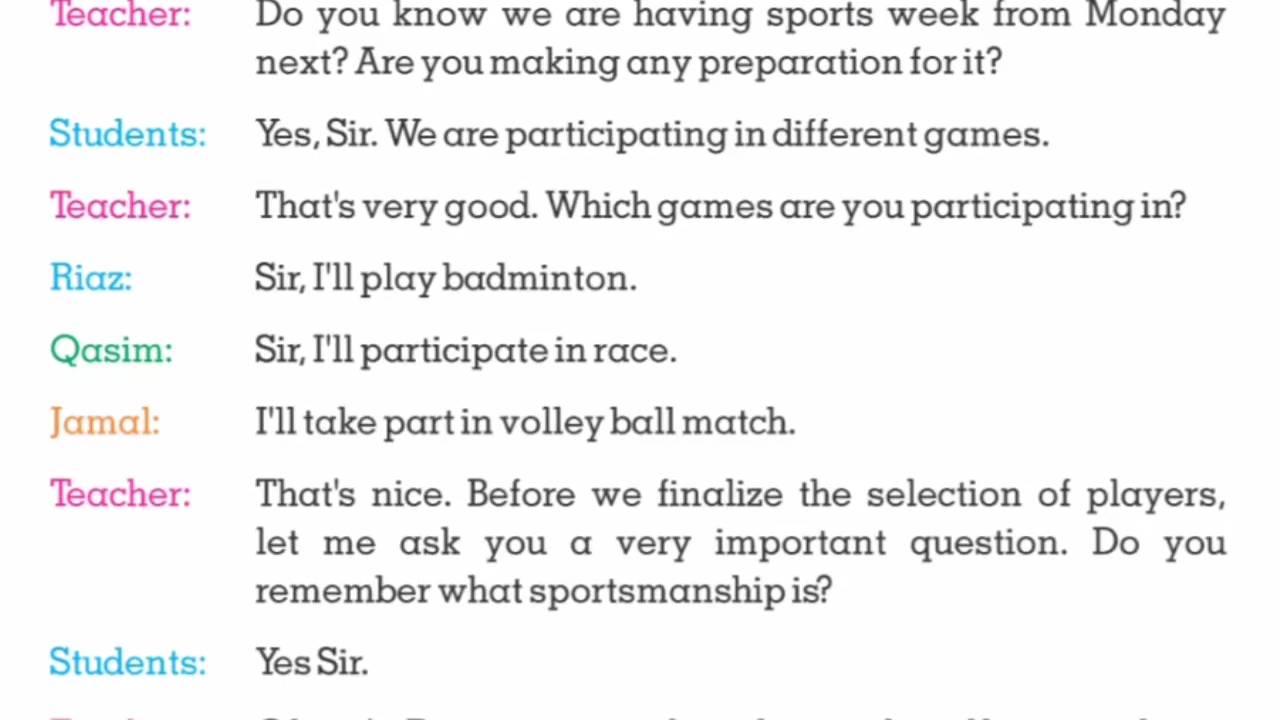 Teacher: Do you know we are having sports week from Monday
next? Are you making any preparation for it?
Students: Yes, Sir. We are participating in different games.
Teacher: That's very good. Which games are you participating in?
Riaz: Sir, I'll play badminton.
Qasim: Sir, I'll participate in race.
Jamal: I'll take part in volley ball match.
Teacher: That's nice. Before we finalize the selection of players,
let me ask you a very important question. Do you
remember what sportsmanship is?
Students: Yes Sir.